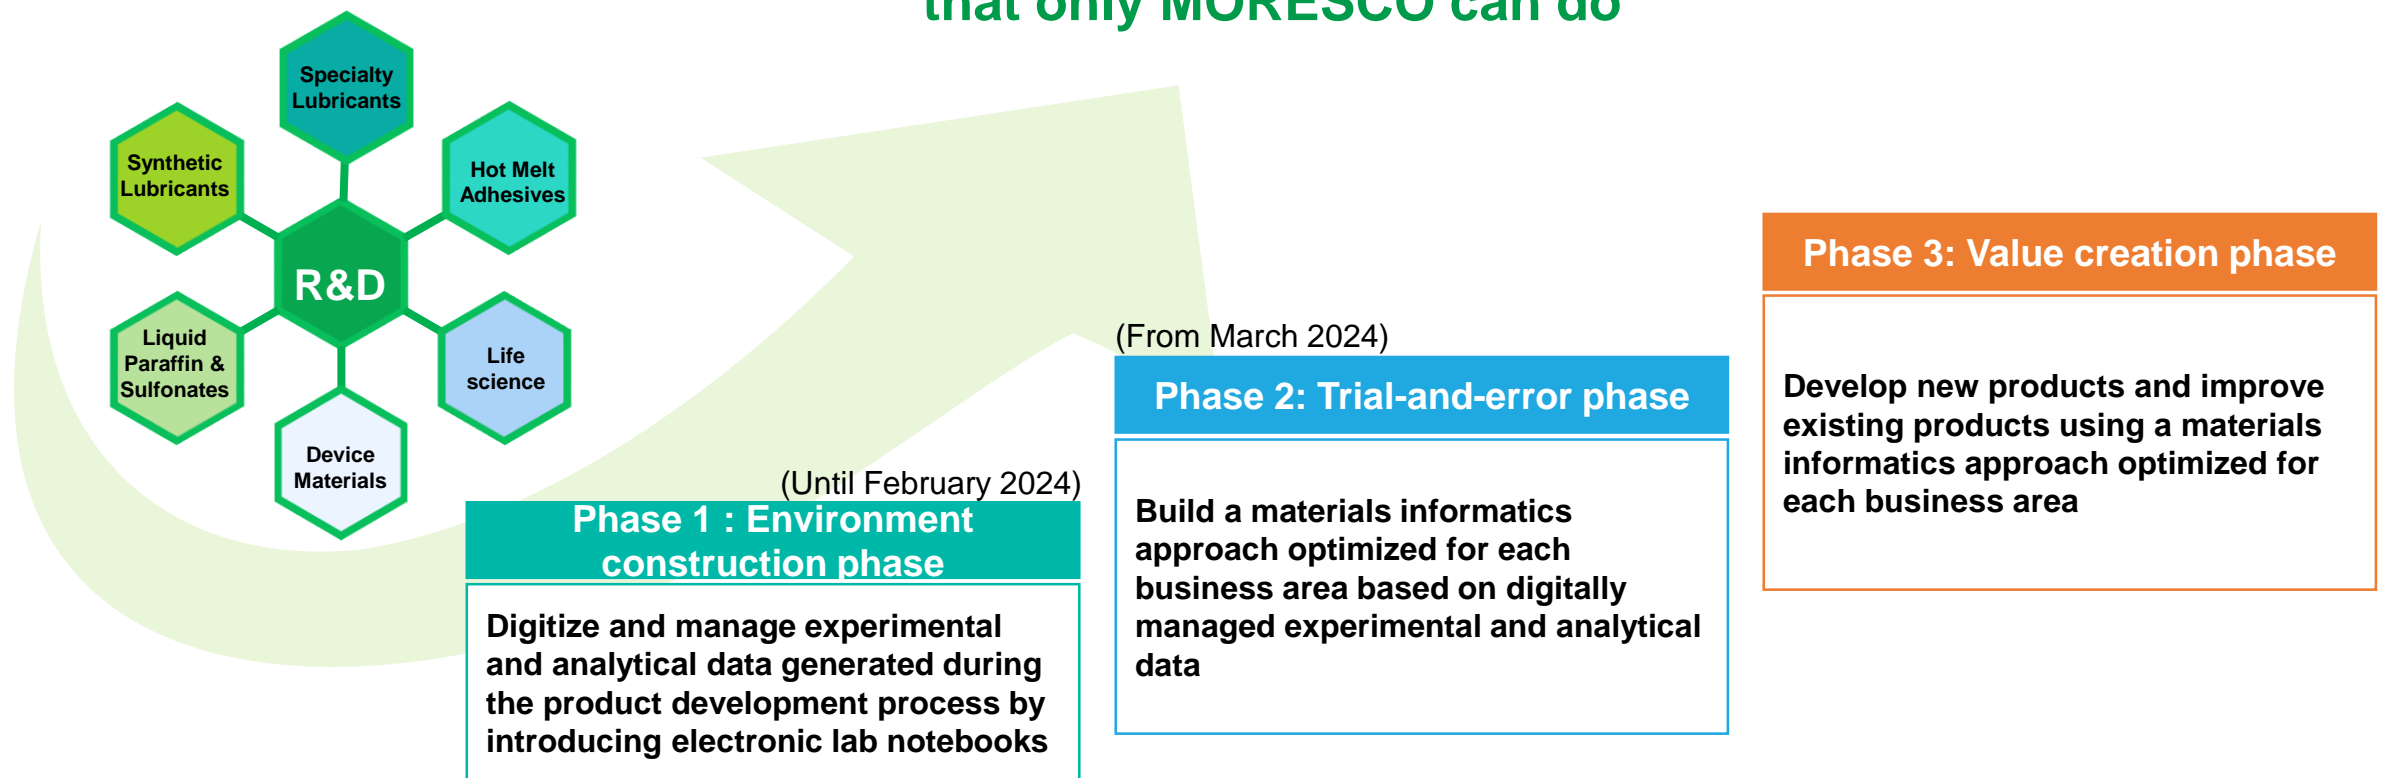 that only MORESCO can do
Specialty
Lubricants
Synthetic
Lubricants
Hot Melt
Adhesives
R&D
Liquid
Paraffin &
Sulfonates
Life
science
Device
Materials
(Until February 2024)
Phase 1 : Environment
construction phase
Digitize and manage experimental
and analytical data generated during
the product development process by
introducing electronic lab notebooks
(From March 2024)
Phase 2: Trial-and-error phase
Build a materials informatics
approach optimized for each
business area based on digitally
managed experimental and analytical
data
Phase 3: Value creation phase
Develop new products and improve
existing products using a materials
informatics approach optimized for
each business area